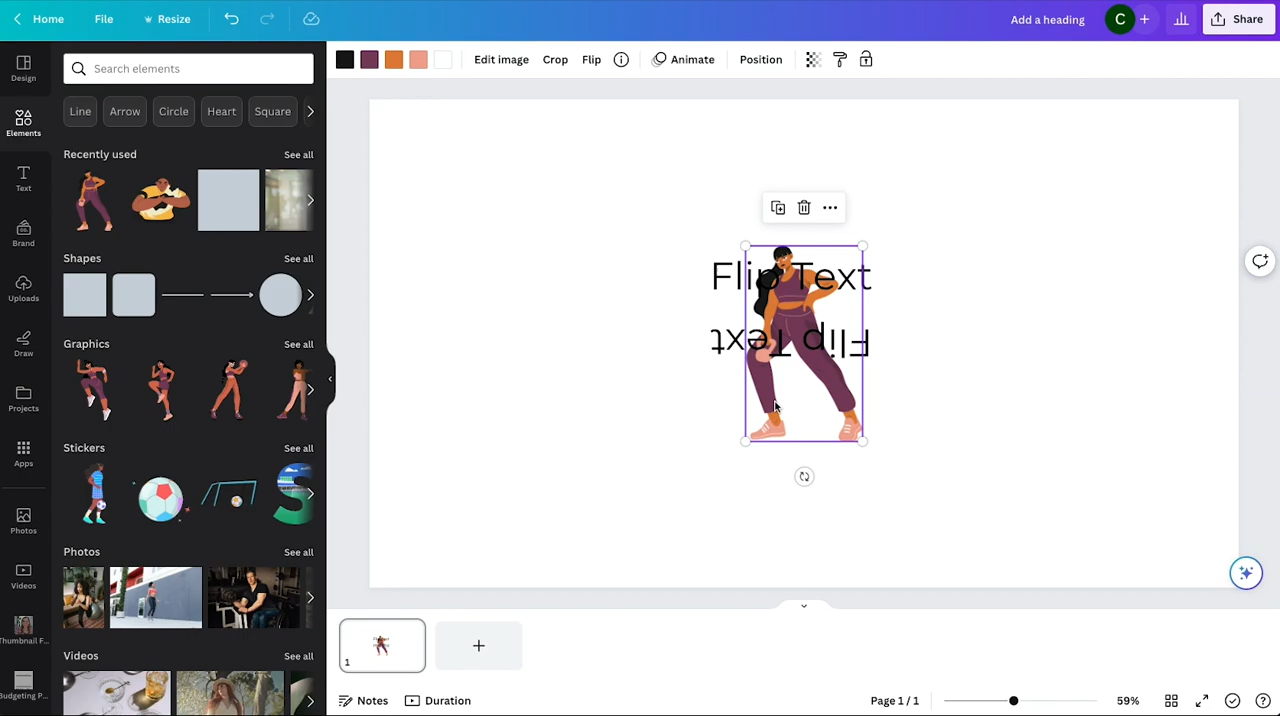 Home File Resize Add a heading C Share
Design
Elements
Text
Brand
Uploads
Draw
Projects
Apps
Photos
Videos
Thumbnail F...
Budgeting P...
Search elements
Line Arrow Circle Heart Square
Recently used See all
Shapes See all
Graphics See all
Stickers See all
S
Photos See all
Videos See all
Edit image Crop Flip Animate Position
Flip Text
Flip Text
1
Notes Duration Page 1 / 1 59%